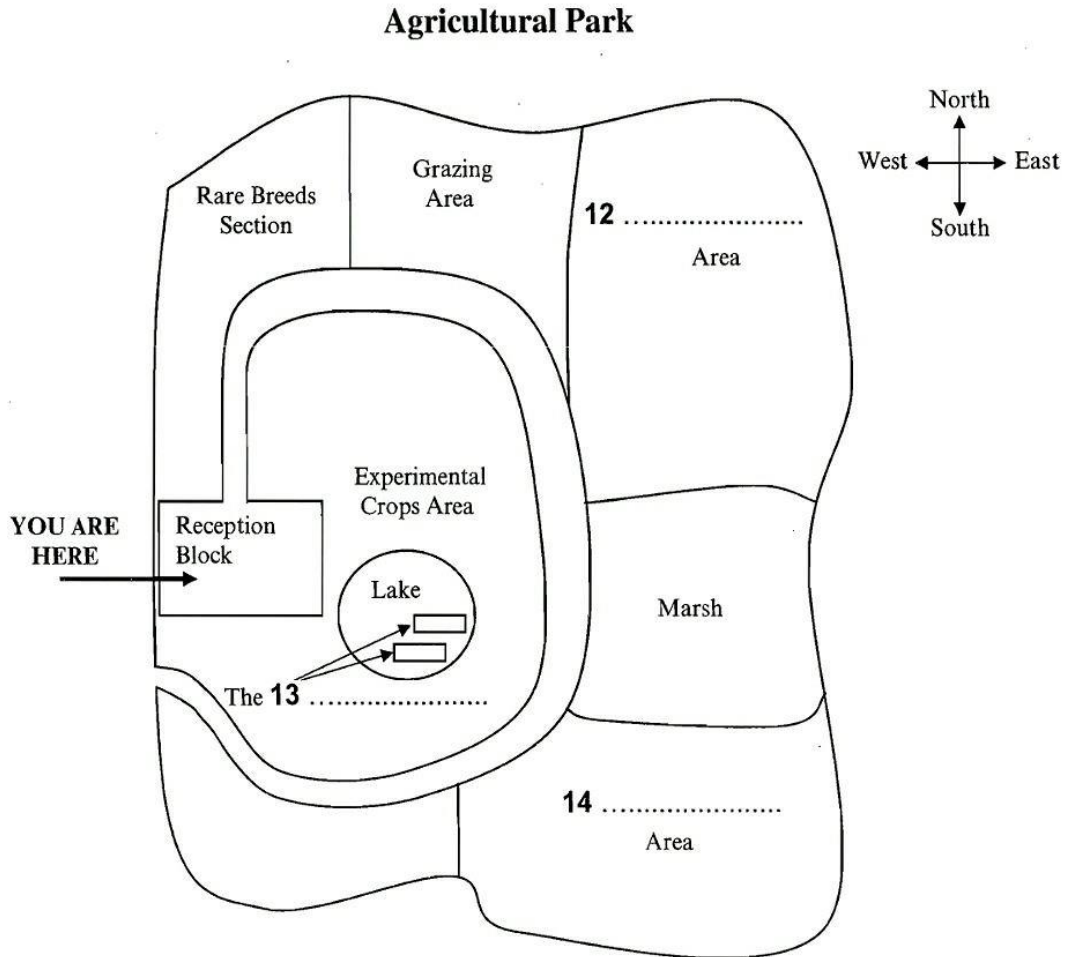 Agricultural Park
North
West
East
South
Rare Breeds
Section
Grazing
Area
12 ........................
Area
Experimental
Crops Area
YOU ARE
HERE
Reception
Block
Lake
Marsh
The 13 ........................
14 ........................
Area